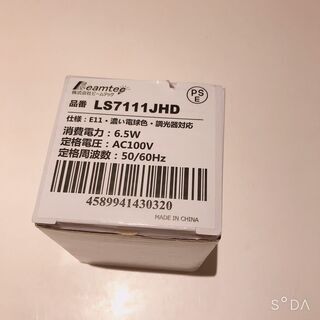 Beamtec
株式会社ビームテック
PS
E
品番 LS7111JHD
仕様：E11・濃い電球色・調光器対応
消費電力：6.5W
定格電圧：AC100V
定格周波数：50/60Hz
4589941430320
MADE IN CHINA
SODA